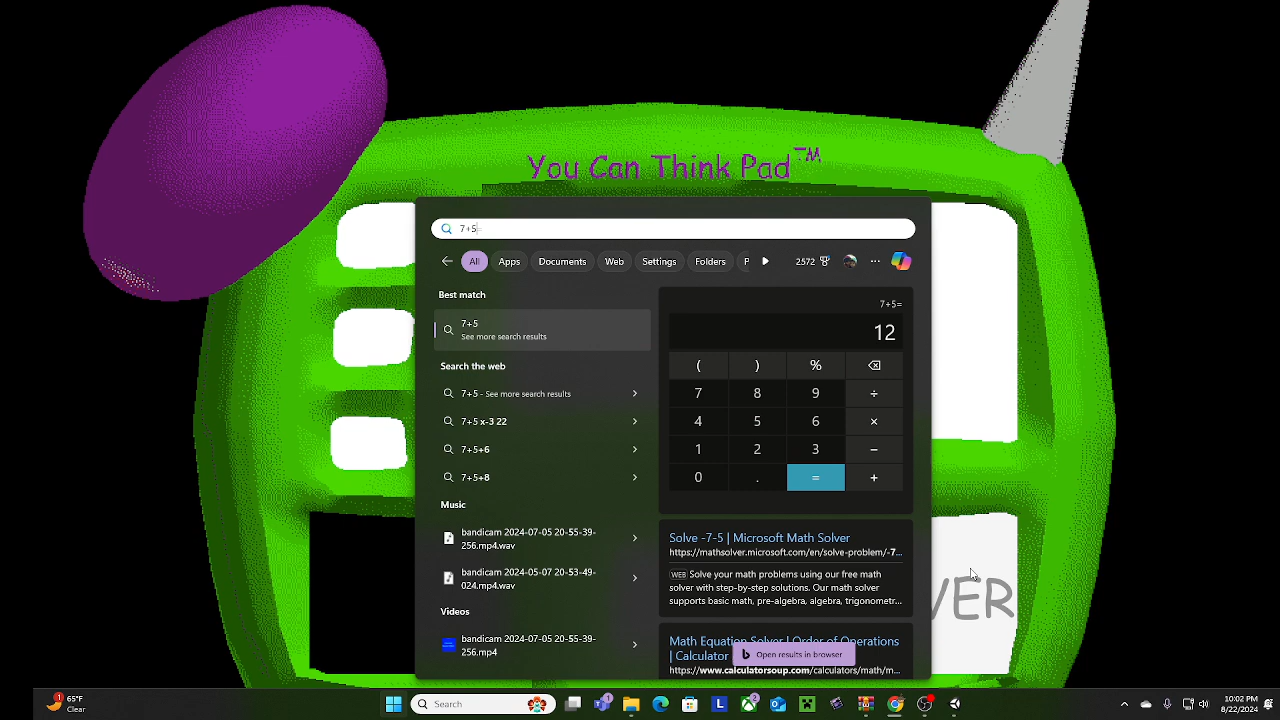 You Can Think Pad™
7+5=
All Apps Documents Web Settings Folders P 2572
Best match
7+5
See more search results
Search the web
7+5 - See more search results
7+5 x-3 22
7+5+6
7+5+8
Music
bandicam 2024-07-05 20-55-39-
256.mp4.wav
bandicam 2024-05-07 20-53-49-
024.mp4.wav
Videos
bandicam 2024-07-05 20-55-39-
256.mp4
7+5=
12
( ) %
7 8 9 ÷
4 5 6 ×
1 2 3 −
0 . = +
Solve -7-5 | Microsoft Math Solver
https://mathsolver.microsoft.com/en/solve-problem/-7...
WEB Solve your math problems using our free math
solver with step-by-step solutions. Our math solver
supports basic math, pre-algebra, algebra, trigonometr...
Math Equation Solver | Order of Operations
| Calculator
https://www.calculatorsoup.com/calculators/math/m...
Open results in browser
VER
1
65°F
Clear
Search
1
L
2
10:02 PM
8/22/2024